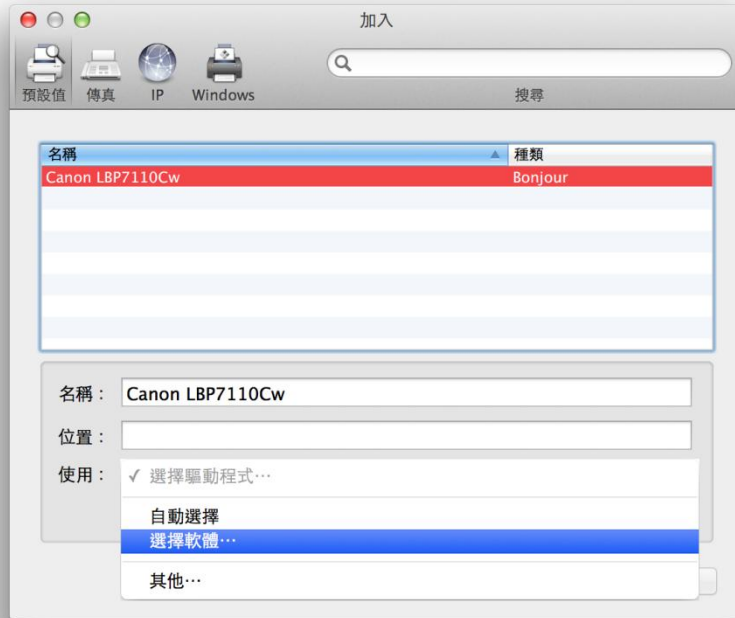 加入
預設值 傳真 IP Windows 搜尋
名稱 種類
Canon LBP7110Cw Bonjour
名稱： Canon LBP7110Cw
位置：
使用： ✓ 選擇驅動程式…
自動選擇
選擇軟體…
其他…